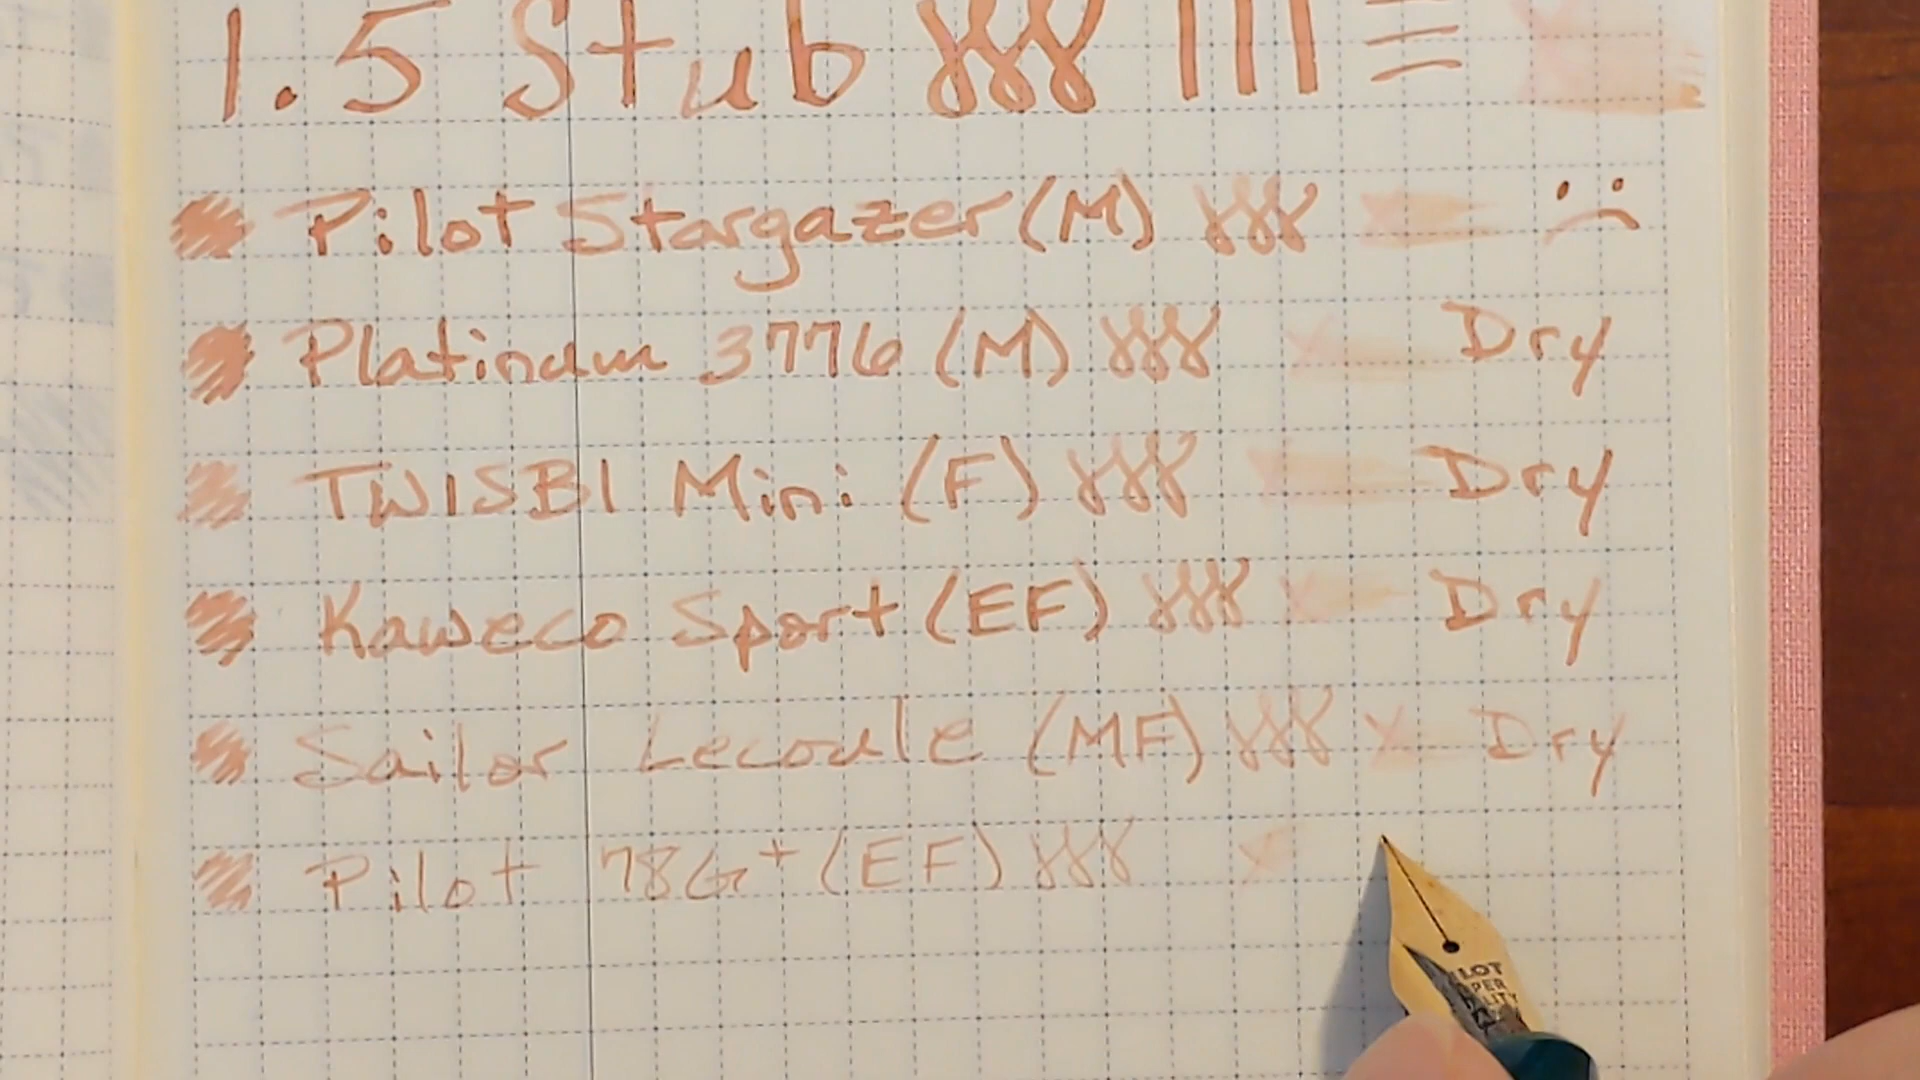 1.5 Stub
Pilot Stargazer (M)
Platinum 3776 (M) Dry
TWISBI Mini (F) Dry
Kaweco Sport (EF) Dry
Sailor Lecoule (MF) Dry
Pilot 78G+ (EF)